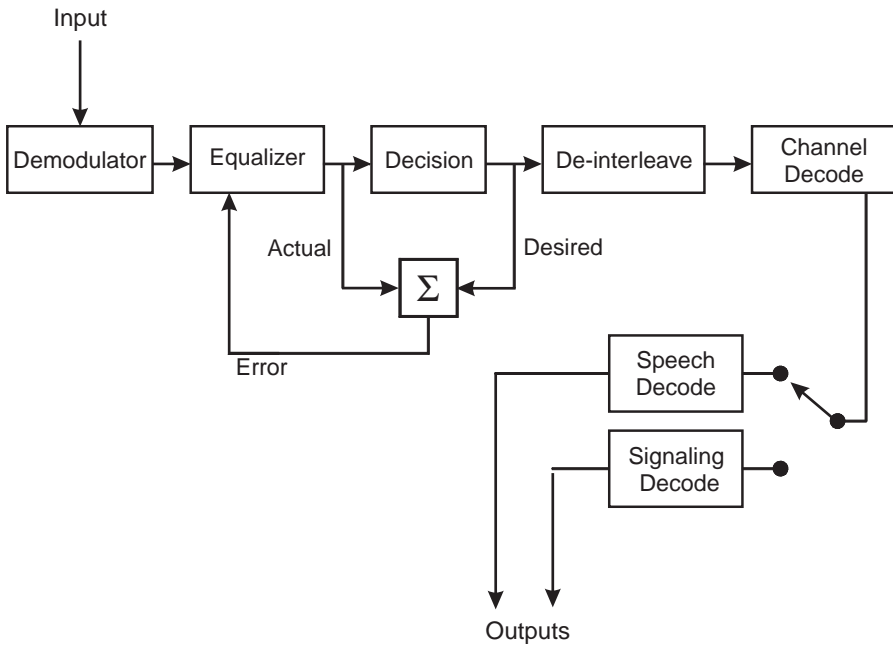 Input
Demodulator
Equalizer
Decision
De-interleave
Channel
Decode
Actual
Desired
Σ
Error
Speech
Decode
Signaling
Decode
Outputs